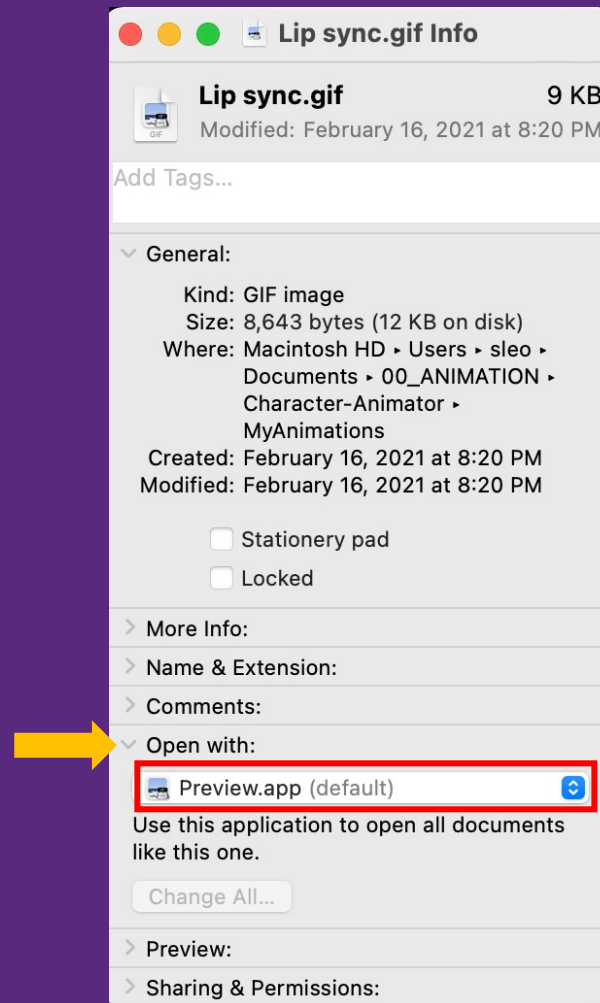 Lip sync.gif Info
Lip sync.gif 9 KB
GIF
Modified: February 16, 2021 at 8:20 PM
Add Tags...
General:
Kind: GIF image
Size: 8,643 bytes (12 KB on disk)
Where: Macintosh HD ▸ Users ▸ sleo ▸
Documents ▸ 00_ANIMATION ▸
Character-Animator ▸
MyAnimations
Created: February 16, 2021 at 8:20 PM
Modified: February 16, 2021 at 8:20 PM
Stationery pad
Locked
More Info:
Name & Extension:
Comments:
Open with:
Preview.app (default)
Use this application to open all documents
like this one.
Change All...
Preview:
Sharing & Permissions: